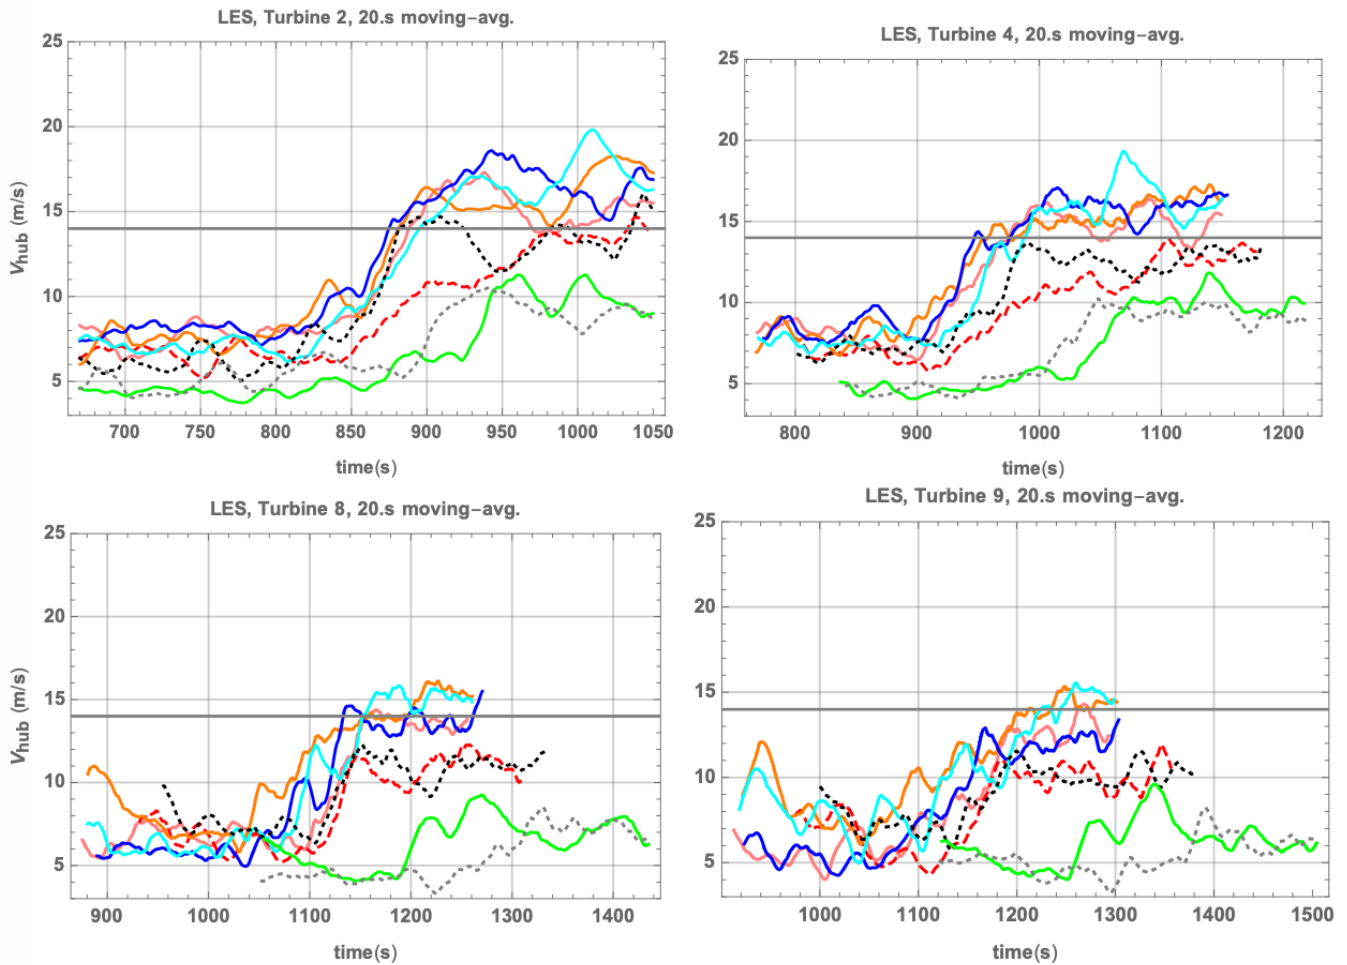 LES, Turbine 2, 20.s moving−avg.
25
20
15
10
5
Vhub (m/s)
700 750 800 850 900 950 1000 1050
time(s)
LES, Turbine 4, 20.s moving−avg.
25
20
15
10
5
800 900 1000 1100 1200
time(s)
LES, Turbine 8, 20.s moving−avg.
25
20
15
10
5
Vhub (m/s)
900 1000 1100 1200 1300 1400
time(s)
LES, Turbine 9, 20.s moving−avg.
25
20
15
10
5
1000 1100 1200 1300 1400 1500
time(s)